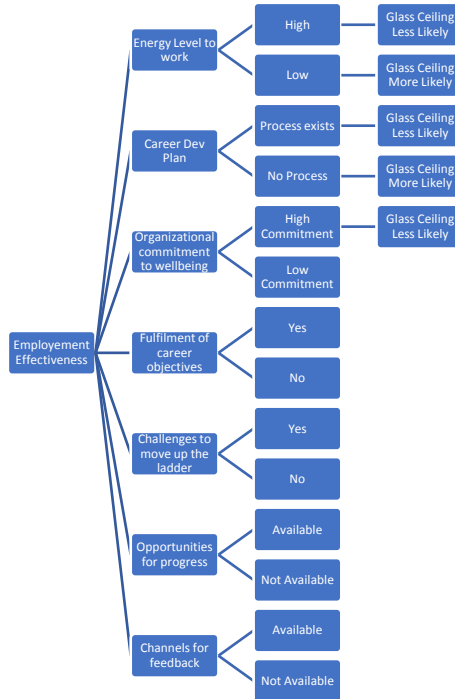 Employement
Effectiveness
Energy Level to
work
High
Glass Ceiling
Less Likely
Low
Glass Ceiling
More Likely
Career Dev
Plan
Process exists
Glass Ceiling
Less Likely
No Process
Glass Ceiling
More Likely
Organizational
commitment
to wellbeing
High
Commitment
Glass Ceiling
Less Likely
Low
Commitment
Fulfilment of
career
objectives
Yes
No
Challenges to
move up the
ladder
Yes
No
Opportunities
for progress
Available
Not Available
Channels for
feedback
Available
Not Available